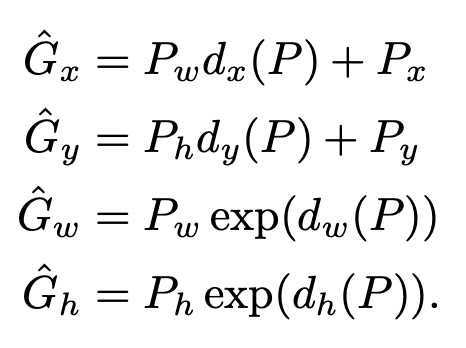 Ĝ_x = P_w d_x(P) + P_x
Ĝ_y = P_h d_y(P) + P_y
Ĝ_w = P_w exp(d_w(P))
Ĝ_h = P_h exp(d_h(P)).